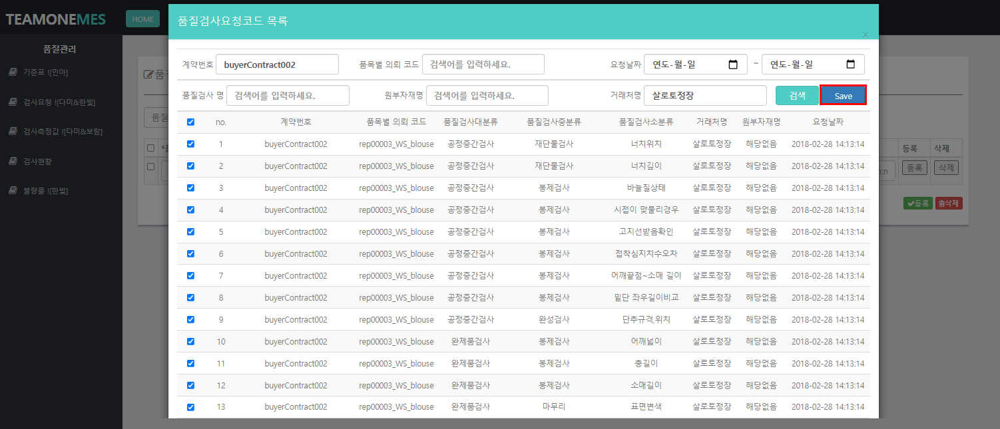 TEAMONEMES HOME
품질관리
기준표 ![민아]
검사요청 ![다미&한빛]
검사측정값 ![다미&보람]
검사현황
불량품 ![한빛]
품질검사요청코드 목록 ×
계약번호 buyerContract002 품목별 의뢰 코드 검색어를 입력하세요. 요청날짜 연도-월-일 ~ 연도-월-일
품질검사 명 검색어를 입력하세요. 원부자재명 검색어를 입력하세요. 거래처명 살로토정장 검색 Save
no. 계약번호 품목별 의뢰 코드 품질검사대분류 품질검사중분류 품질검사소분류 거래처명 원부자재명 요청날짜
1 buyerContract002 rep00003_WS_blouse 공정중간검사 재단물검사 너치위치 살로토정장 해당없음 2018-02-28 14:13:14
2 buyerContract002 rep00003_WS_blouse 공정중간검사 재단물검사 너치깊이 살로토정장 해당없음 2018-02-28 14:13:14
3 buyerContract002 rep00003_WS_blouse 공정중간검사 봉제검사 바늘질상태 살로토정장 해당없음 2018-02-28 14:13:14
4 buyerContract002 rep00003_WS_blouse 공정중간검사 봉제검사 시접이 맞물리경우 살로토정장 해당없음 2018-02-28 14:13:14
5 buyerContract002 rep00003_WS_blouse 공정중간검사 봉제검사 고지선받음확인 살로토정장 해당없음 2018-02-28 14:13:14
6 buyerContract002 rep00003_WS_blouse 공정중간검사 봉제검사 접착심지치수오차 살로토정장 해당없음 2018-02-28 14:13:14
7 buyerContract002 rep00003_WS_blouse 공정중간검사 봉제검사 어깨끝점~소매 길이 살로토정장 해당없음 2018-02-28 14:13:14
8 buyerContract002 rep00003_WS_blouse 공정중간검사 봉제검사 밑단 좌우길이비교 살로토정장 해당없음 2018-02-28 14:13:14
9 buyerContract002 rep00003_WS_blouse 공정중간검사 완성검사 단추규격,위치 살로토정장 해당없음 2018-02-28 14:13:14
10 buyerContract002 rep00003_WS_blouse 완제품검사 봉제검사 어깨넓이 살로토정장 해당없음 2018-02-28 14:13:14
11 buyerContract002 rep00003_WS_blouse 완제품검사 봉제검사 총길이 살로토정장 해당없음 2018-02-28 14:13:14
12 buyerContract002 rep00003_WS_blouse 완제품검사 봉제검사 소매길이 살로토정장 해당없음 2018-02-28 14:13:14
13 buyerContract002 rep00003_WS_blouse 완제품검사 마무리 표면변색 살로토정장 해당없음 2018-02-28 14:13:14
품질
등록 삭제
등록 삭제
등록 삭제